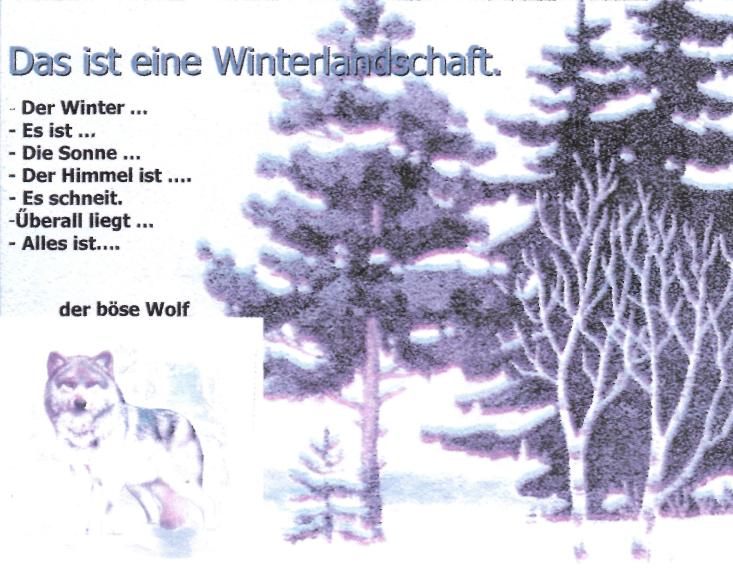 Das ist eine Winterlandschaft.
- Der Winter ...
- Es ist ...
- Die Sonne ...
- Der Himmel ist ....
- Es schneit.
-Űberall liegt ...
- Alles ist....
der böse Wolf